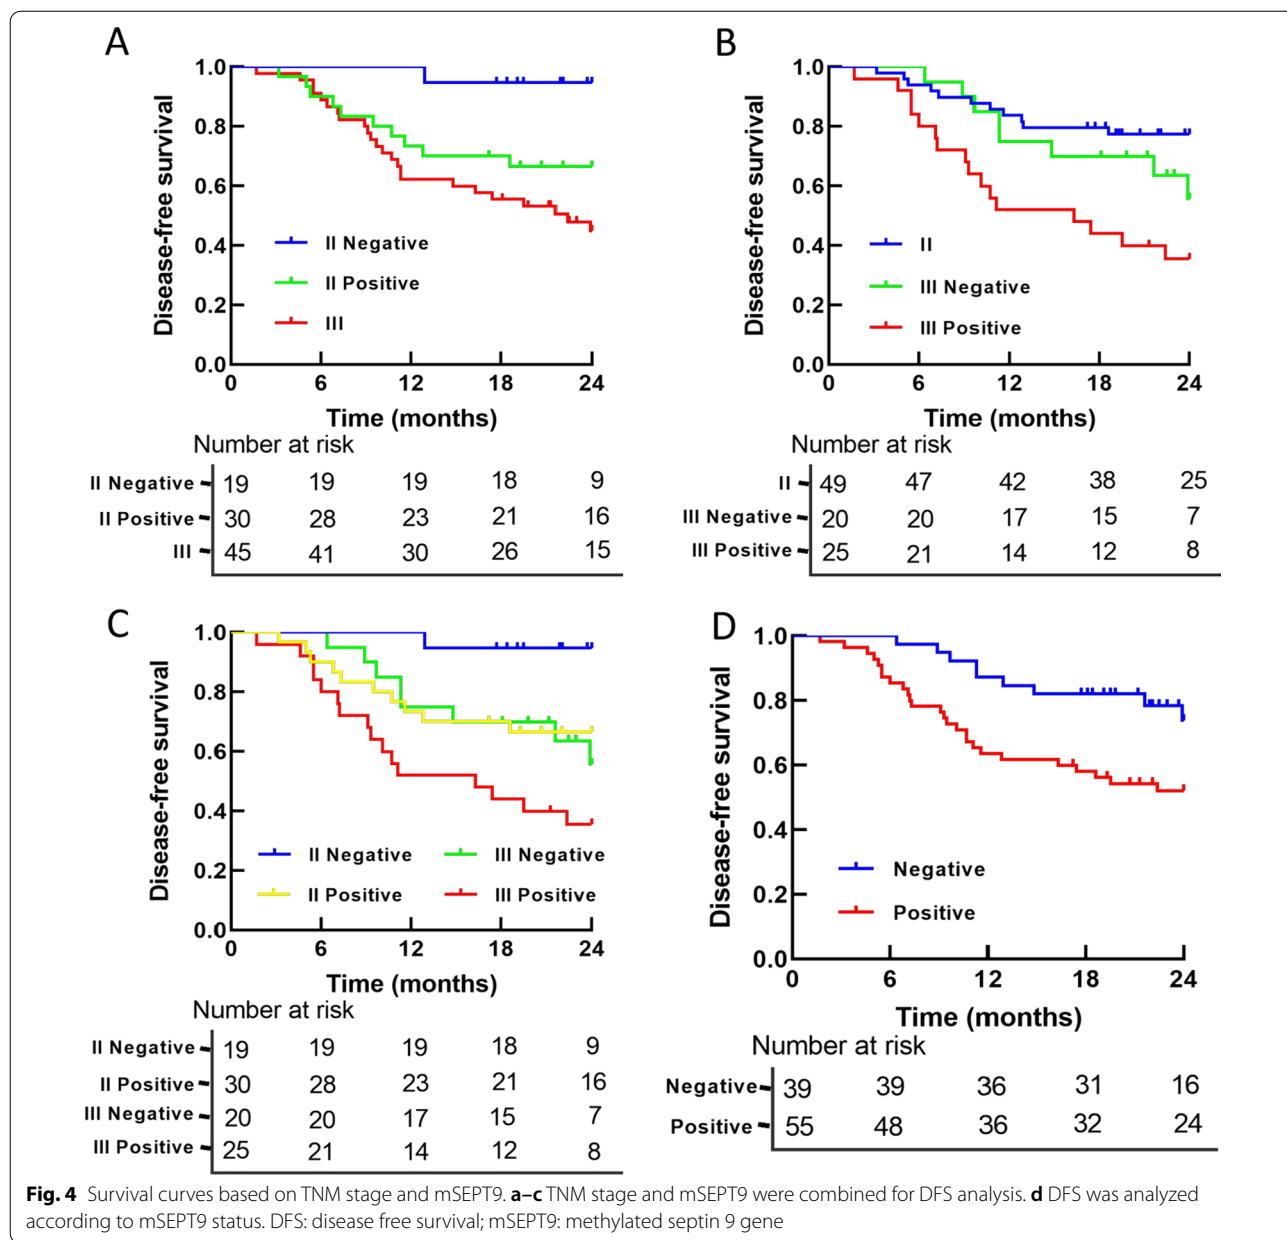 A
1.0
0.8
0.6
0.4
0.2
0.0
Disease-free survival
II Negative
II Positive
III
0 6 12 18 24
Time (months)
Number at risk
II Negative 19 19 19 18 9
II Positive 30 28 23 21 16
III 45 41 30 26 15
B
1.0
0.8
0.6
0.4
0.2
0.0
Disease-free survival
II
III Negative
III Positive
0 6 12 18 24
Time (months)
Number at risk
II 49 47 42 38 25
III Negative 20 20 17 15 7
III Positive 25 21 14 12 8
C
1.0
0.8
0.6
0.4
0.2
0.0
Disease-free survival
II Negative III Negative
II Positive III Positive
0 6 12 18 24
Time (months)
Number at risk
II Negative 19 19 19 18 9
II Positive 30 28 23 21 16
III Negative 20 20 17 15 7
III Positive 25 21 14 12 8
D
1.0
0.8
0.6
0.4
0.2
0.0
Disease-free survival
Negative
Positive
0 6 12 18 24
Time (months)
Number at risk
Negative 39 39 36 31 16
Positive 55 48 36 32 24
Fig. 4 Survival curves based on TNM stage and mSEPT9. a–c TNM stage and mSEPT9 were combined for DFS analysis. d DFS was analyzed
according to mSEPT9 status. DFS: disease free survival; mSEPT9: methylated septin 9 gene